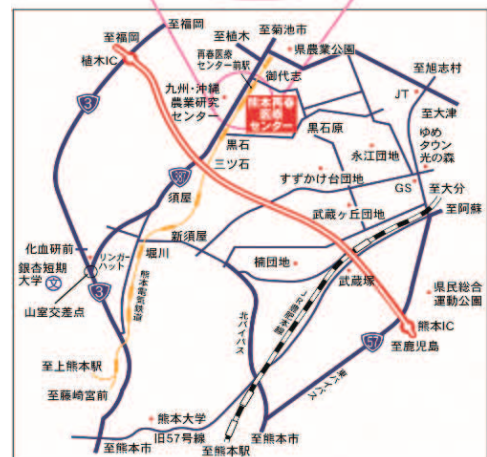 至福岡
至福岡
植木IC
至植木
至菊池市
再春医療
センター前駅
県農業公園
御代志
至旭志村
九州・沖縄
農業研究
センター
熊本再春
医療
センター
JT
至大津
3
黒石
黒石原
ゆめ
タウン
光の森
三ツ石
永江団地
387
すずかけ台団地
GS
至大分
須屋
武蔵ヶ丘団地
至阿蘇
新須屋
化血研前
リンガー
ハット
堀川
銀杏短期
大学
文
楠団地
武蔵塚
3
熊本電気鉄道
県民総合
運動公園
山室交差点
北バイパス
JR豊肥本線
熊本IC
57
至鹿児島
至上熊本駅
東バイパス
至藤崎宮前
熊本大学
旧57号線
至熊本市
至熊本市
至熊本駅